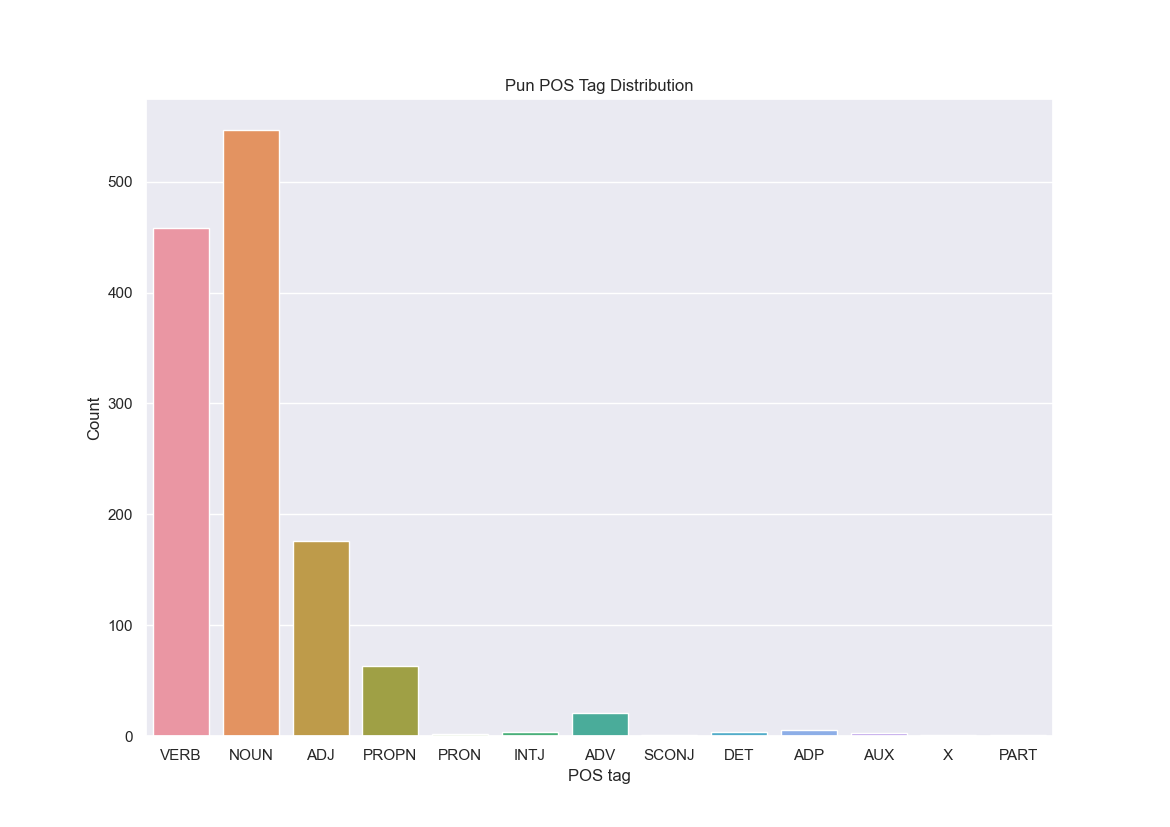 Pun POS Tag Distribution
500
400
300
200
100
0
Count
VERB NOUN ADJ PROPN PRON INTJ ADV SCONJ DET ADP AUX X PART
POS tag